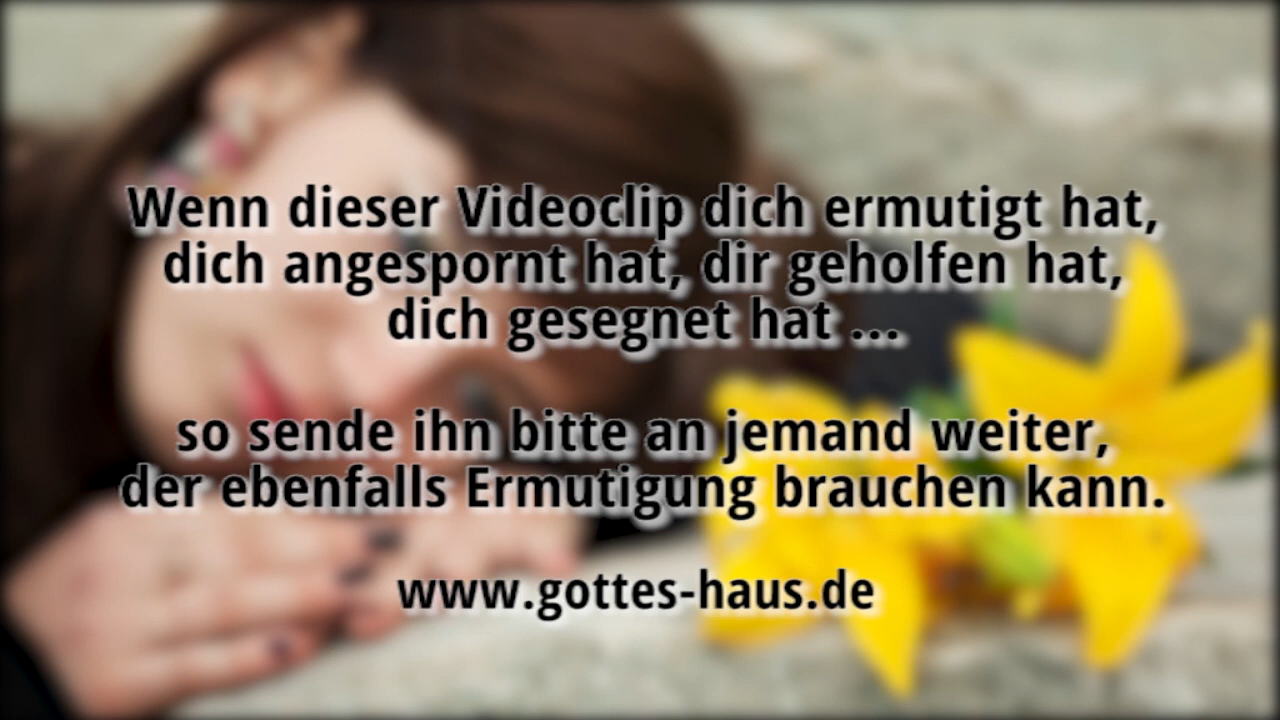 Wenn dieser Videoclip dich ermutigt hat,
dich angespornt hat, dir geholfen hat,
dich gesegnet hat ...
so sende ihn bitte an jemand weiter,
der ebenfalls Ermutigung brauchen kann.
www.gottes-haus.de